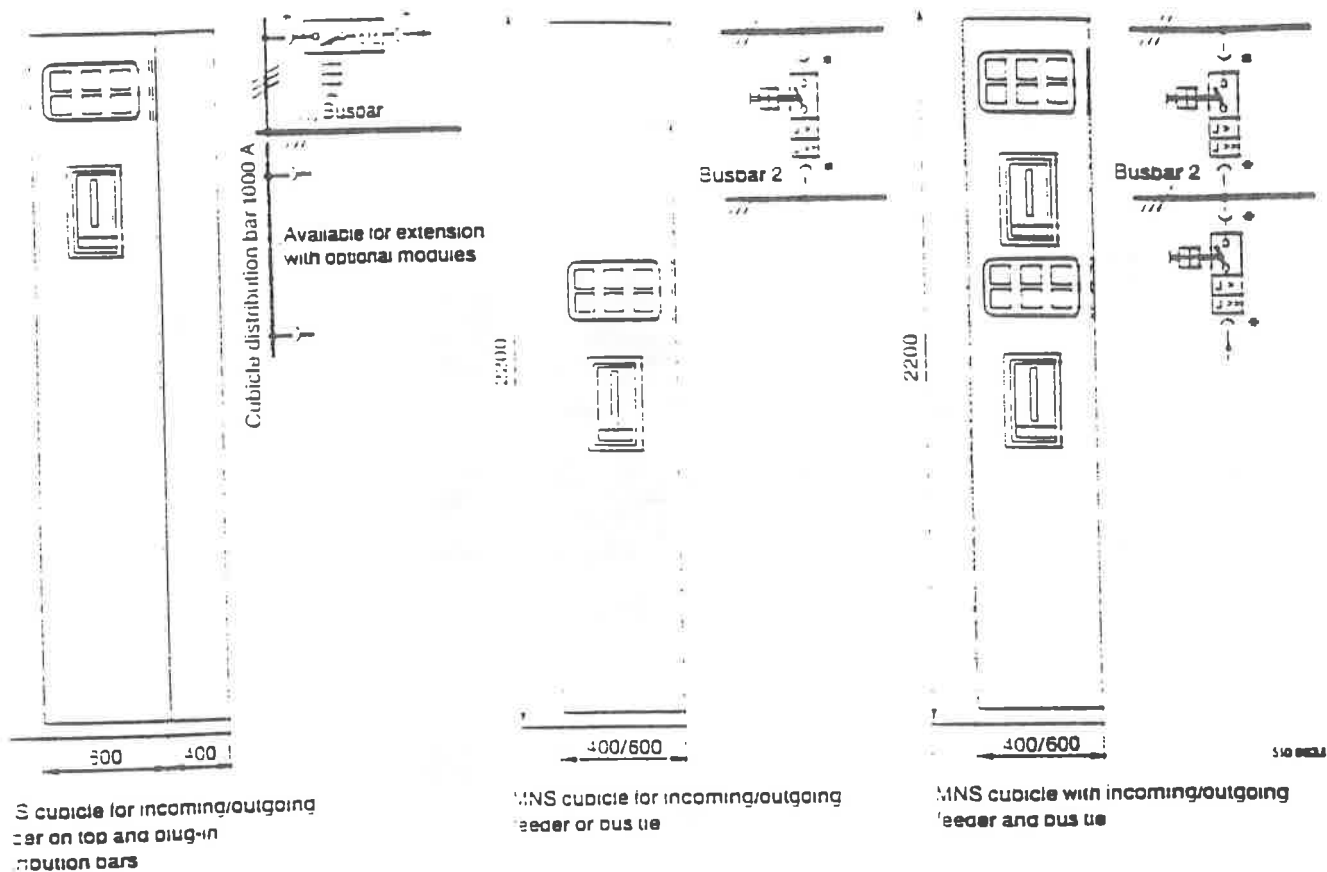 Busbar
Cubicle distribution bar 1000 A
Available for extension
with optional modules
400
S cubicle for incoming/outgoing
on top and plug-in
bars
Busbar 2
2200
400/600
MNS cubicle for incoming/outgoing
feeder or bus tie
Busbar 2
2200
400/600
MNS cubicle with incoming/outgoing
feeder and bus tie